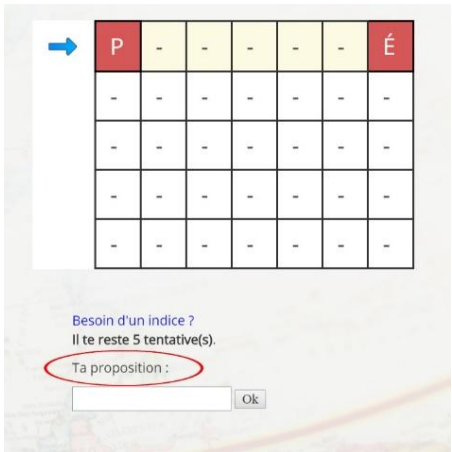 P - - - - - É
- - - - - - -
- - - - - - -
- - - - - - -
- - - - - - -
Besoin d'un indice ?
Il te reste 5 tentative(s).
Ta proposition :
Ok